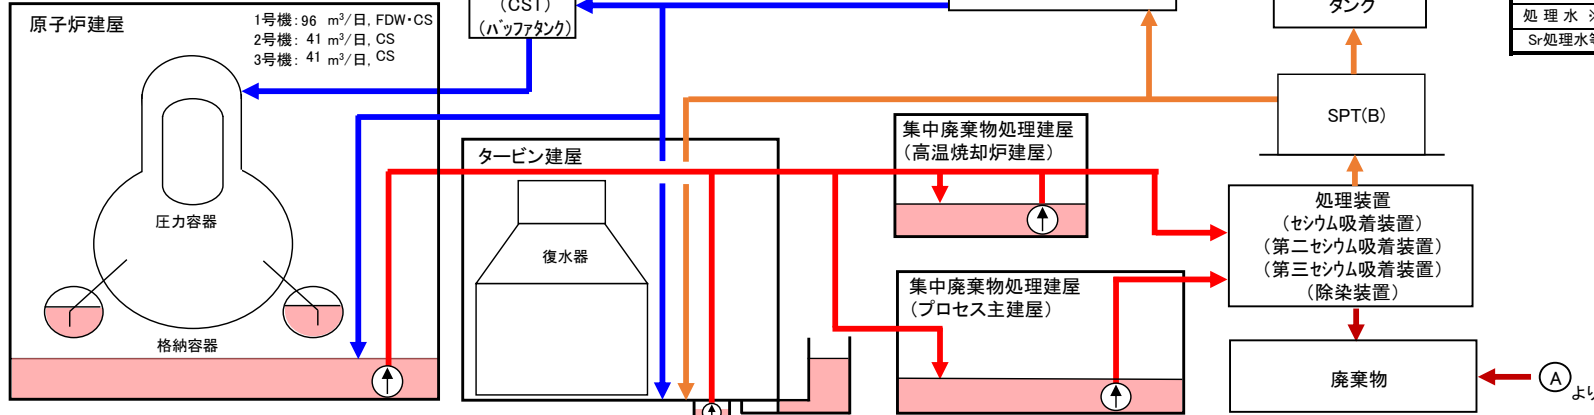 原子炉建屋
1号機: 96 m³/日, FDW・CS
2号機: 41 m³/日, CS
3号機: 41 m³/日, CS
(CST)
(バッファタンク)
タンク
処 理 水 ※
Sr処理水等
SPT(B)
集中廃棄物処理建屋
(高温焼却炉建屋)
タービン建屋
圧力容器
復水器
格納容器
処理装置
(セシウム吸着装置)
(第二セシウム吸着装置)
(第三セシウム吸着装置)
(除染装置)
集中廃棄物処理建屋
(プロセス主建屋)
廃棄物
A
より